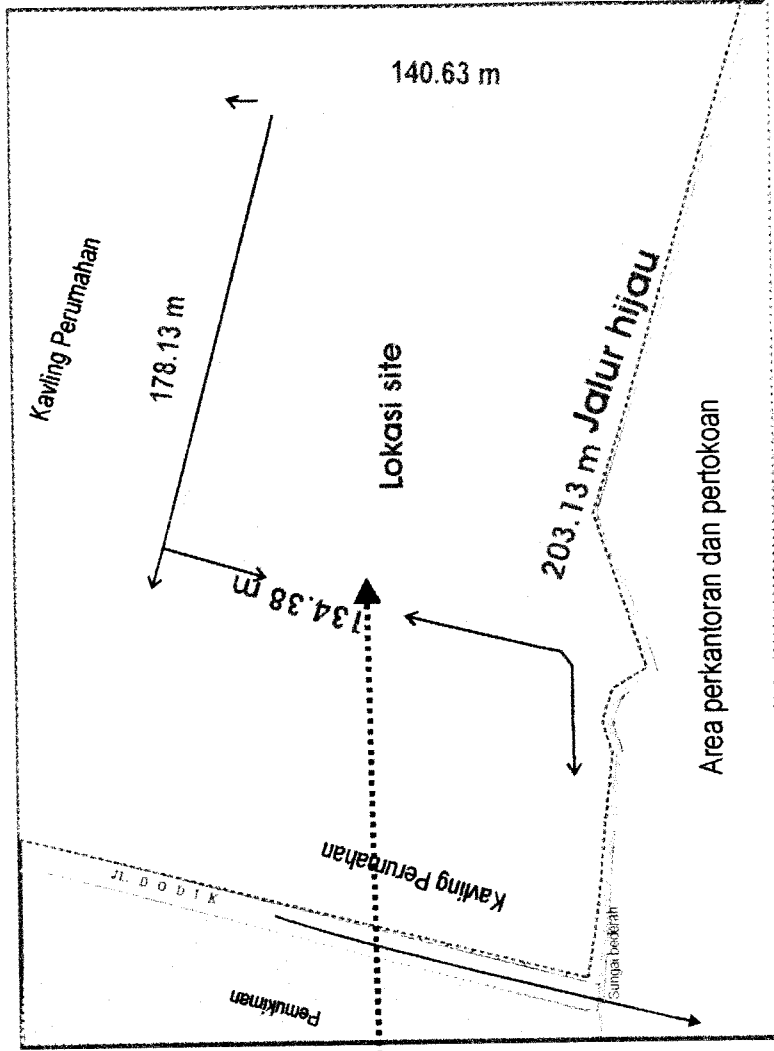 140.63 m
Kavling Perumahan
178.13 m
Lokasi site
134.38 m
203.13 m Jalur hijau
Area perkantoran dan pertokoan
Kavling Perumahan
JL. D O D I K
Pemukiman
Sungai bederah